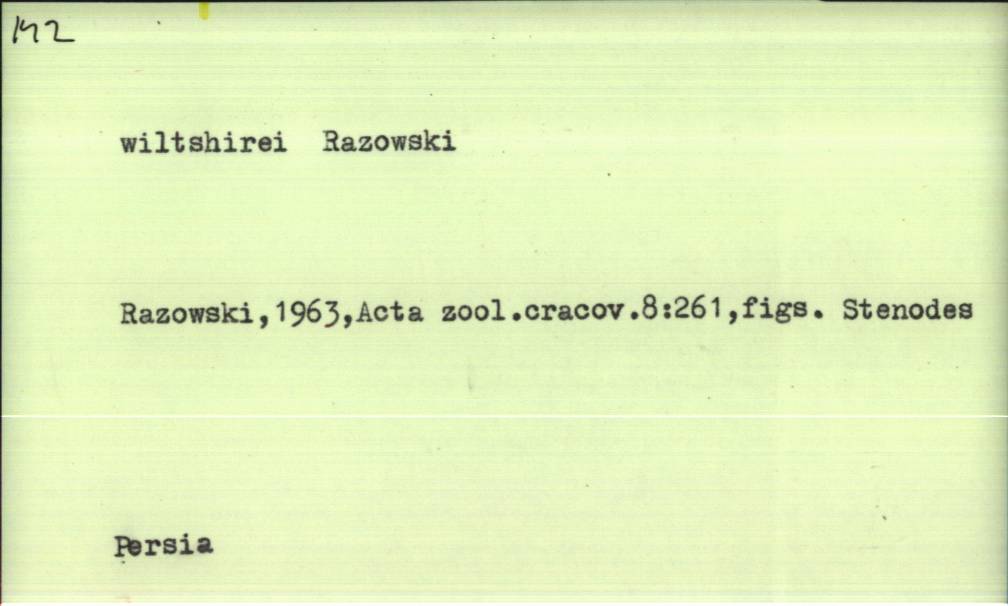 142
wiltshirei Razowski
Razowski,1963,Acta zool.cracov.8:261,figs. Stenodes
Persia